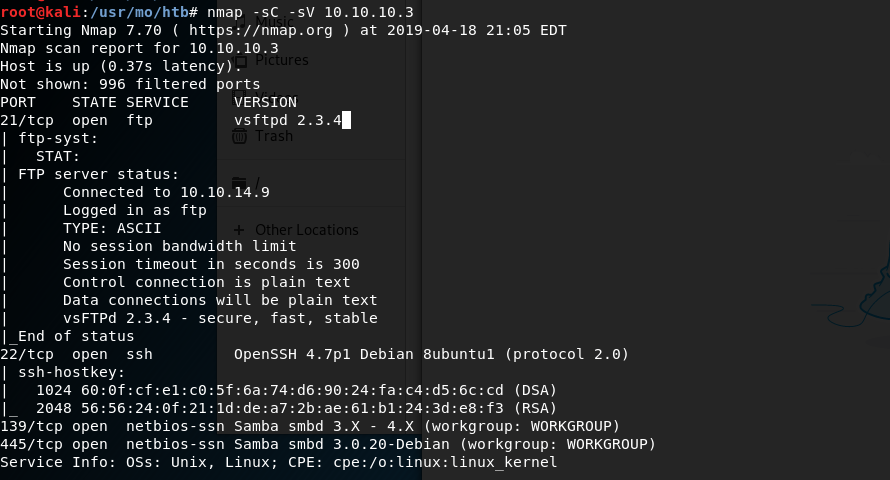 root@kali:/usr/mo/htb# nmap -sC -sV 10.10.10.3
Music
Starting Nmap 7.70 ( https://nmap.org ) at 2019-04-18 21:05 EDT
Nmap scan report for 10.10.10.3
Host is up (0.37s latency).
Pictures
Not shown: 996 filtered ports
PORT    STATE SERVICE     VERSION
Videos
21/tcp  open  ftp         vsftpd 2.3.4
| ftp-syst:
Trash
|   STAT:
| FTP server status:
/
|      Connected to 10.10.14.9
|      Logged in as ftp
|      TYPE: ASCII
+ Other Locations
|      No session bandwidth limit
|      Session timeout in seconds is 300
|      Control connection is plain text
|      Data connections will be plain text
|      vsFTPd 2.3.4 - secure, fast, stable
|_End of status
22/tcp  open  ssh         OpenSSH 4.7p1 Debian 8ubuntu1 (protocol 2.0)
| ssh-hostkey:
|   1024 60:0f:cf:e1:c0:5f:6a:74:d6:90:24:fa:c4:d5:6c:cd (DSA)
|_  2048 56:56:24:0f:21:1d:de:a7:2b:ae:61:b1:24:3d:e8:f3 (RSA)
139/tcp open  netbios-ssn Samba smbd 3.X - 4.X (workgroup: WORKGROUP)
445/tcp open  netbios-ssn Samba smbd 3.0.20-Debian (workgroup: WORKGROUP)
Service Info: OSs: Unix, Linux; CPE: cpe:/o:linux:linux_kernel